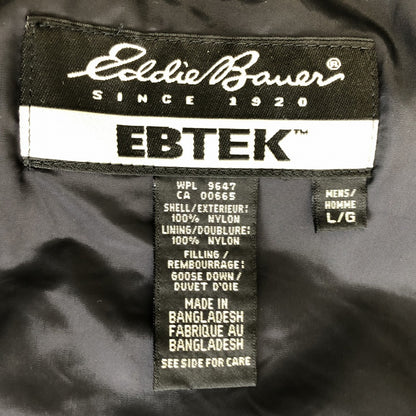 Eddie Bauer®
SINCE 1920
EBTEK™
WPL 9647
CA 00665
SHELL/EXTERIEUR:
100% NYLON
LINING/DOUBLURE:
100% NYLON
FILLING/
REMBOURRAGE:
GOOSE DOWN/
DUVET D'OIE
MADE IN
BANGLADESH
FABRIQUE AU
BANGLADESH
SEE SIDE FOR CARE
MENS/
HOMME
L/G